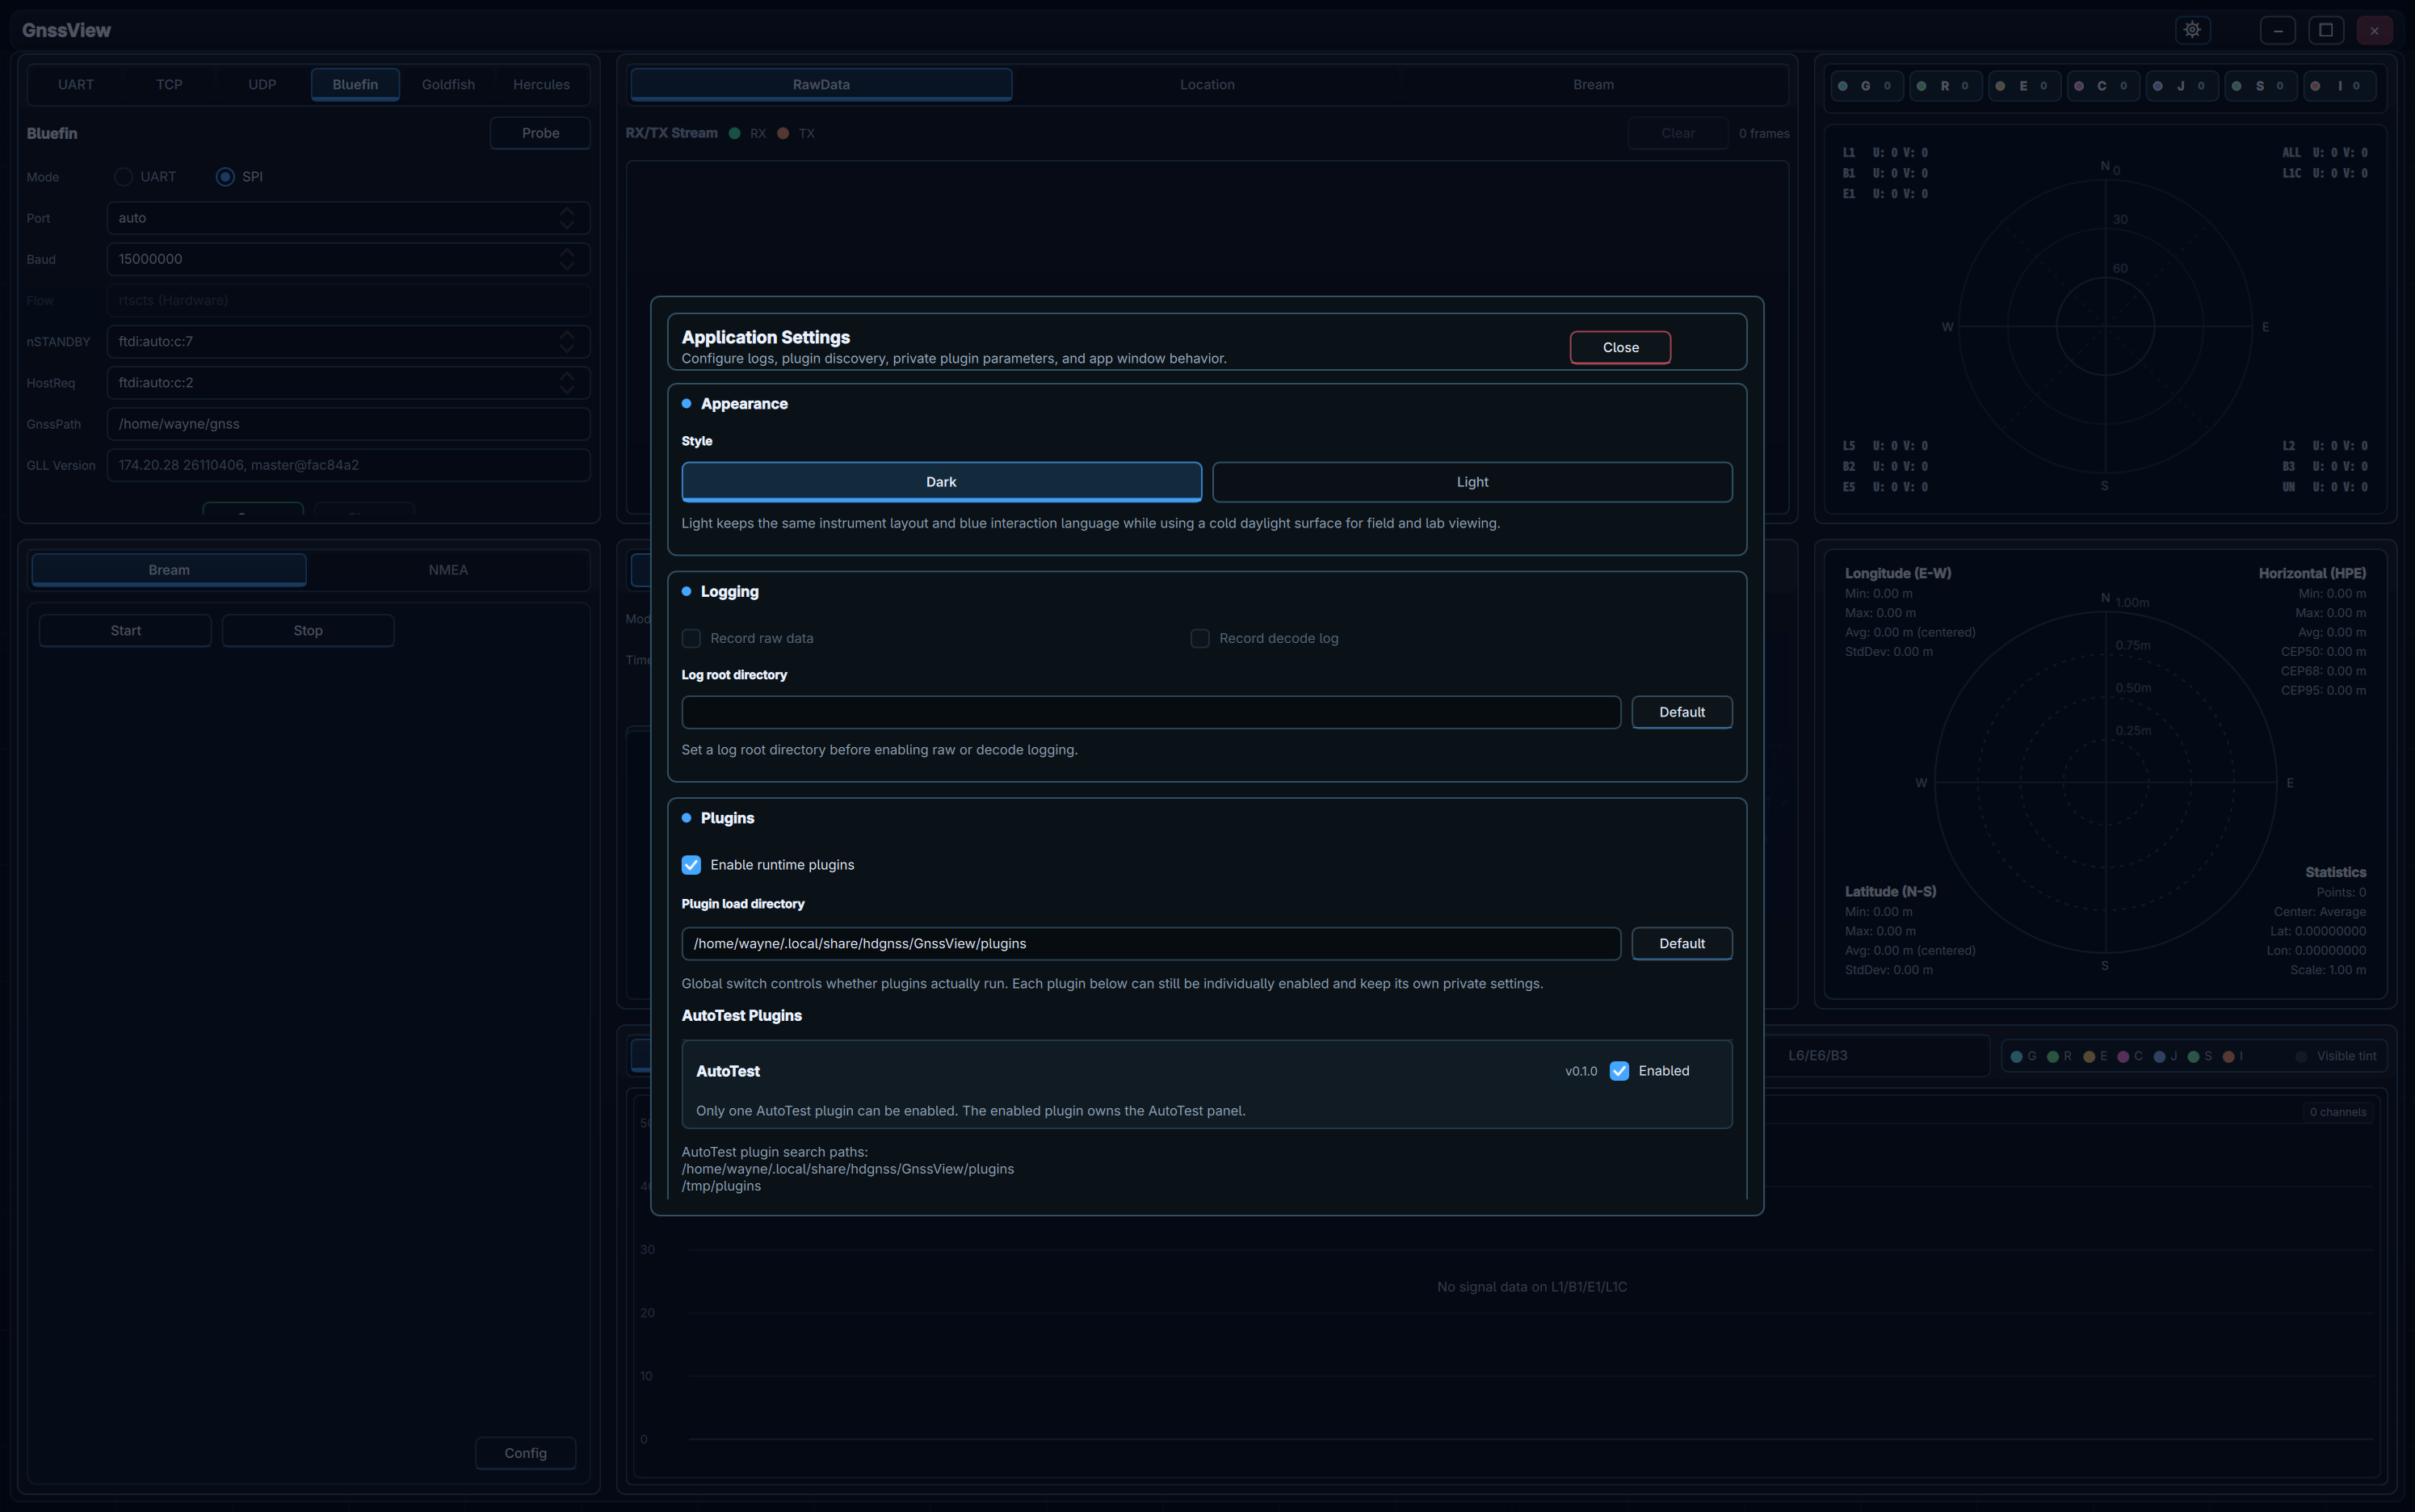 GnssView
UART TCP UDP Bluefin Goldfish Hercules
Bluefin Probe
Mode UART SPI
Port auto
Baud 15000000
Flow rtscts (Hardware)
nSTANDBY ftdi:auto:c:7
HostReq ftdi:auto:c:2
GnssPath /home/wayne/gnss
GLL Version 174.20.28 26110406, master@fac84a2
Bream NMEA
Start Stop
Config
RawData Location Bream
RX/TX Stream RX TX Clear 0 frames
Application Settings
Configure logs, plugin discovery, private plugin parameters, and app window behavior.
Close
Appearance
Style
Dark Light
Light keeps the same instrument layout and blue interaction language while using a cold daylight surface for field and lab viewing.
Logging
Record raw data Record decode log
Log root directory
Default
Set a log root directory before enabling raw or decode logging.
Plugins
Enable runtime plugins
Plugin load directory
/home/wayne/.local/share/hdgnss/GnssView/plugins Default
Global switch controls whether plugins actually run. Each plugin below can still be individually enabled and keep its own private settings.
AutoTest Plugins
AutoTest v0.1.0 Enabled
Only one AutoTest plugin can be enabled. The enabled plugin owns the AutoTest panel.
AutoTest plugin search paths:
/home/wayne/.local/share/hdgnss/GnssView/plugins
/tmp/plugins
G 0 R 0 E 0 C 0 J 0 S 0 I 0
L1 U: 0 V: 0
B1 U: 0 V: 0
E1 U: 0 V: 0
ALL U: 0 V: 0
L1C U: 0 V: 0
N 0
30
60
W E
S
L5 U: 0 V: 0
B2 U: 0 V: 0
E5 U: 0 V: 0
L2 U: 0 V: 0
B3 U: 0 V: 0
UN U: 0 V: 0
Longitude (E-W)
Min: 0.00 m
Max: 0.00 m
Avg: 0.00 m (centered)
StdDev: 0.00 m
Horizontal (HPE)
Min: 0.00 m
Max: 0.00 m
Avg: 0.00 m
CEP50: 0.00 m
CEP68: 0.00 m
CEP95: 0.00 m
N 1.00m
0.75m
0.50m
0.25m
W E
S
Latitude (N-S)
Min: 0.00 m
Max: 0.00 m
Avg: 0.00 m (centered)
StdDev: 0.00 m
Statistics
Points: 0
Center: Average
Lat: 0.00000000
Lon: 0.00000000
Scale: 1.00 m
L6/E6/B3 G R E C J S I Visible tint
0 channels
30
20
10
0
No signal data on L1/B1/E1/L1C